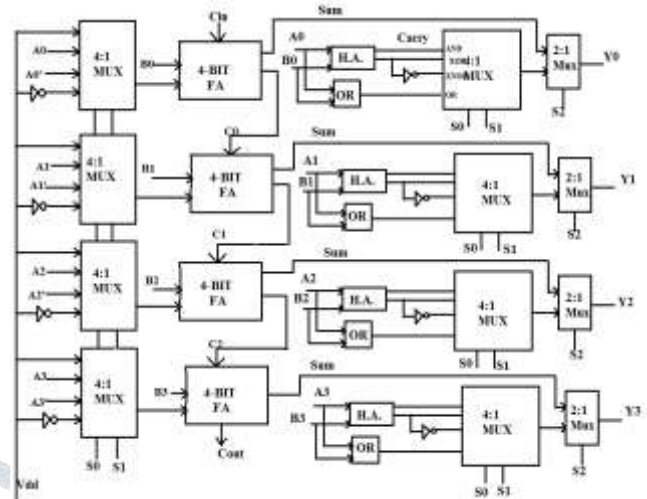 Cin
Sum
A0
A0'
4:1
MUX
B0
4-BIT
FA
A0
B0
H.A.
Carry
AND
XOR
XNOR
OR
OR
4:1
MUX
2:1
Mux
Y0
S2
S0 S1
C0
Sum
A1
A1'
4:1
MUX
B1
4-BIT
FA
A1
B1
H.A.
OR
4:1
MUX
2:1
Mux
Y1
S2
S0 S1
C1
Sum
A2
A2'
4:1
MUX
B2
4-BIT
FA
A2
B2
H.A.
OR
4:1
MUX
2:1
Mux
Y2
S2
S0 S1
C2
Sum
A3
A3'
4:1
MUX
B3
4-BIT
FA
A3
B3
H.A.
OR
4:1
MUX
2:1
Mux
Y3
S2
S0 S1
Cout
S0 S1
Vdd